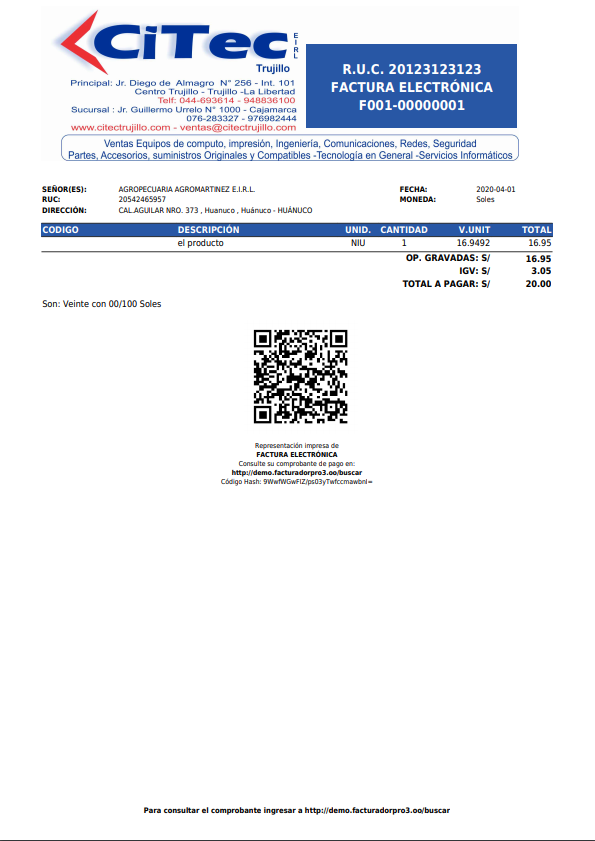 CiTec
EIRL
Trujillo
Principal: Jr. Diego de Almagro N° 256 - Int. 101
Centro Trujillo - Trujillo -La Libertad
Telf: 044-693614 - 948836100
Sucursal : Jr. Guillermo Urrelo N° 1000 - Cajamarca
076-283327 - 976982444
www.citectrujillo.com - ventas@citectrujillo.com
R.U.C. 20123123123
FACTURA ELECTRÓNICA
F001-00000001
Ventas Equipos de computo, impresión, Ingeniería, Comunicaciones, Redes, Seguridad
Partes, Accesorios, suministros Originales y Compatibles -Tecnología en General -Servicios Informáticos
SEÑOR(ES): AGROPECUARIA AGROMARTINEZ E.I.R.L. FECHA: 2020-04-01
RUC: 20542465957 MONEDA: Soles
DIRECCIÓN: CAL.AGUILAR NRO. 373 , Huanuco , Huánuco - HUÁNUCO
CODIGO DESCRIPCIÓN UNID. CANTIDAD V.UNIT TOTAL
el producto NIU 1 16.9492 16.95
OP. GRAVADAS: S/ 16.95
IGV: S/ 3.05
TOTAL A PAGAR: S/ 20.00
Son: Veinte con 00/100 Soles
Representación impresa de
FACTURA ELECTRÓNICA
Consulte su comprobante de pago en:
http://demo.facturadorpro3.oo/buscar
Código Hash:
Para consultar el comprobante ingresar a http://demo.facturadorpro3.oo/buscar